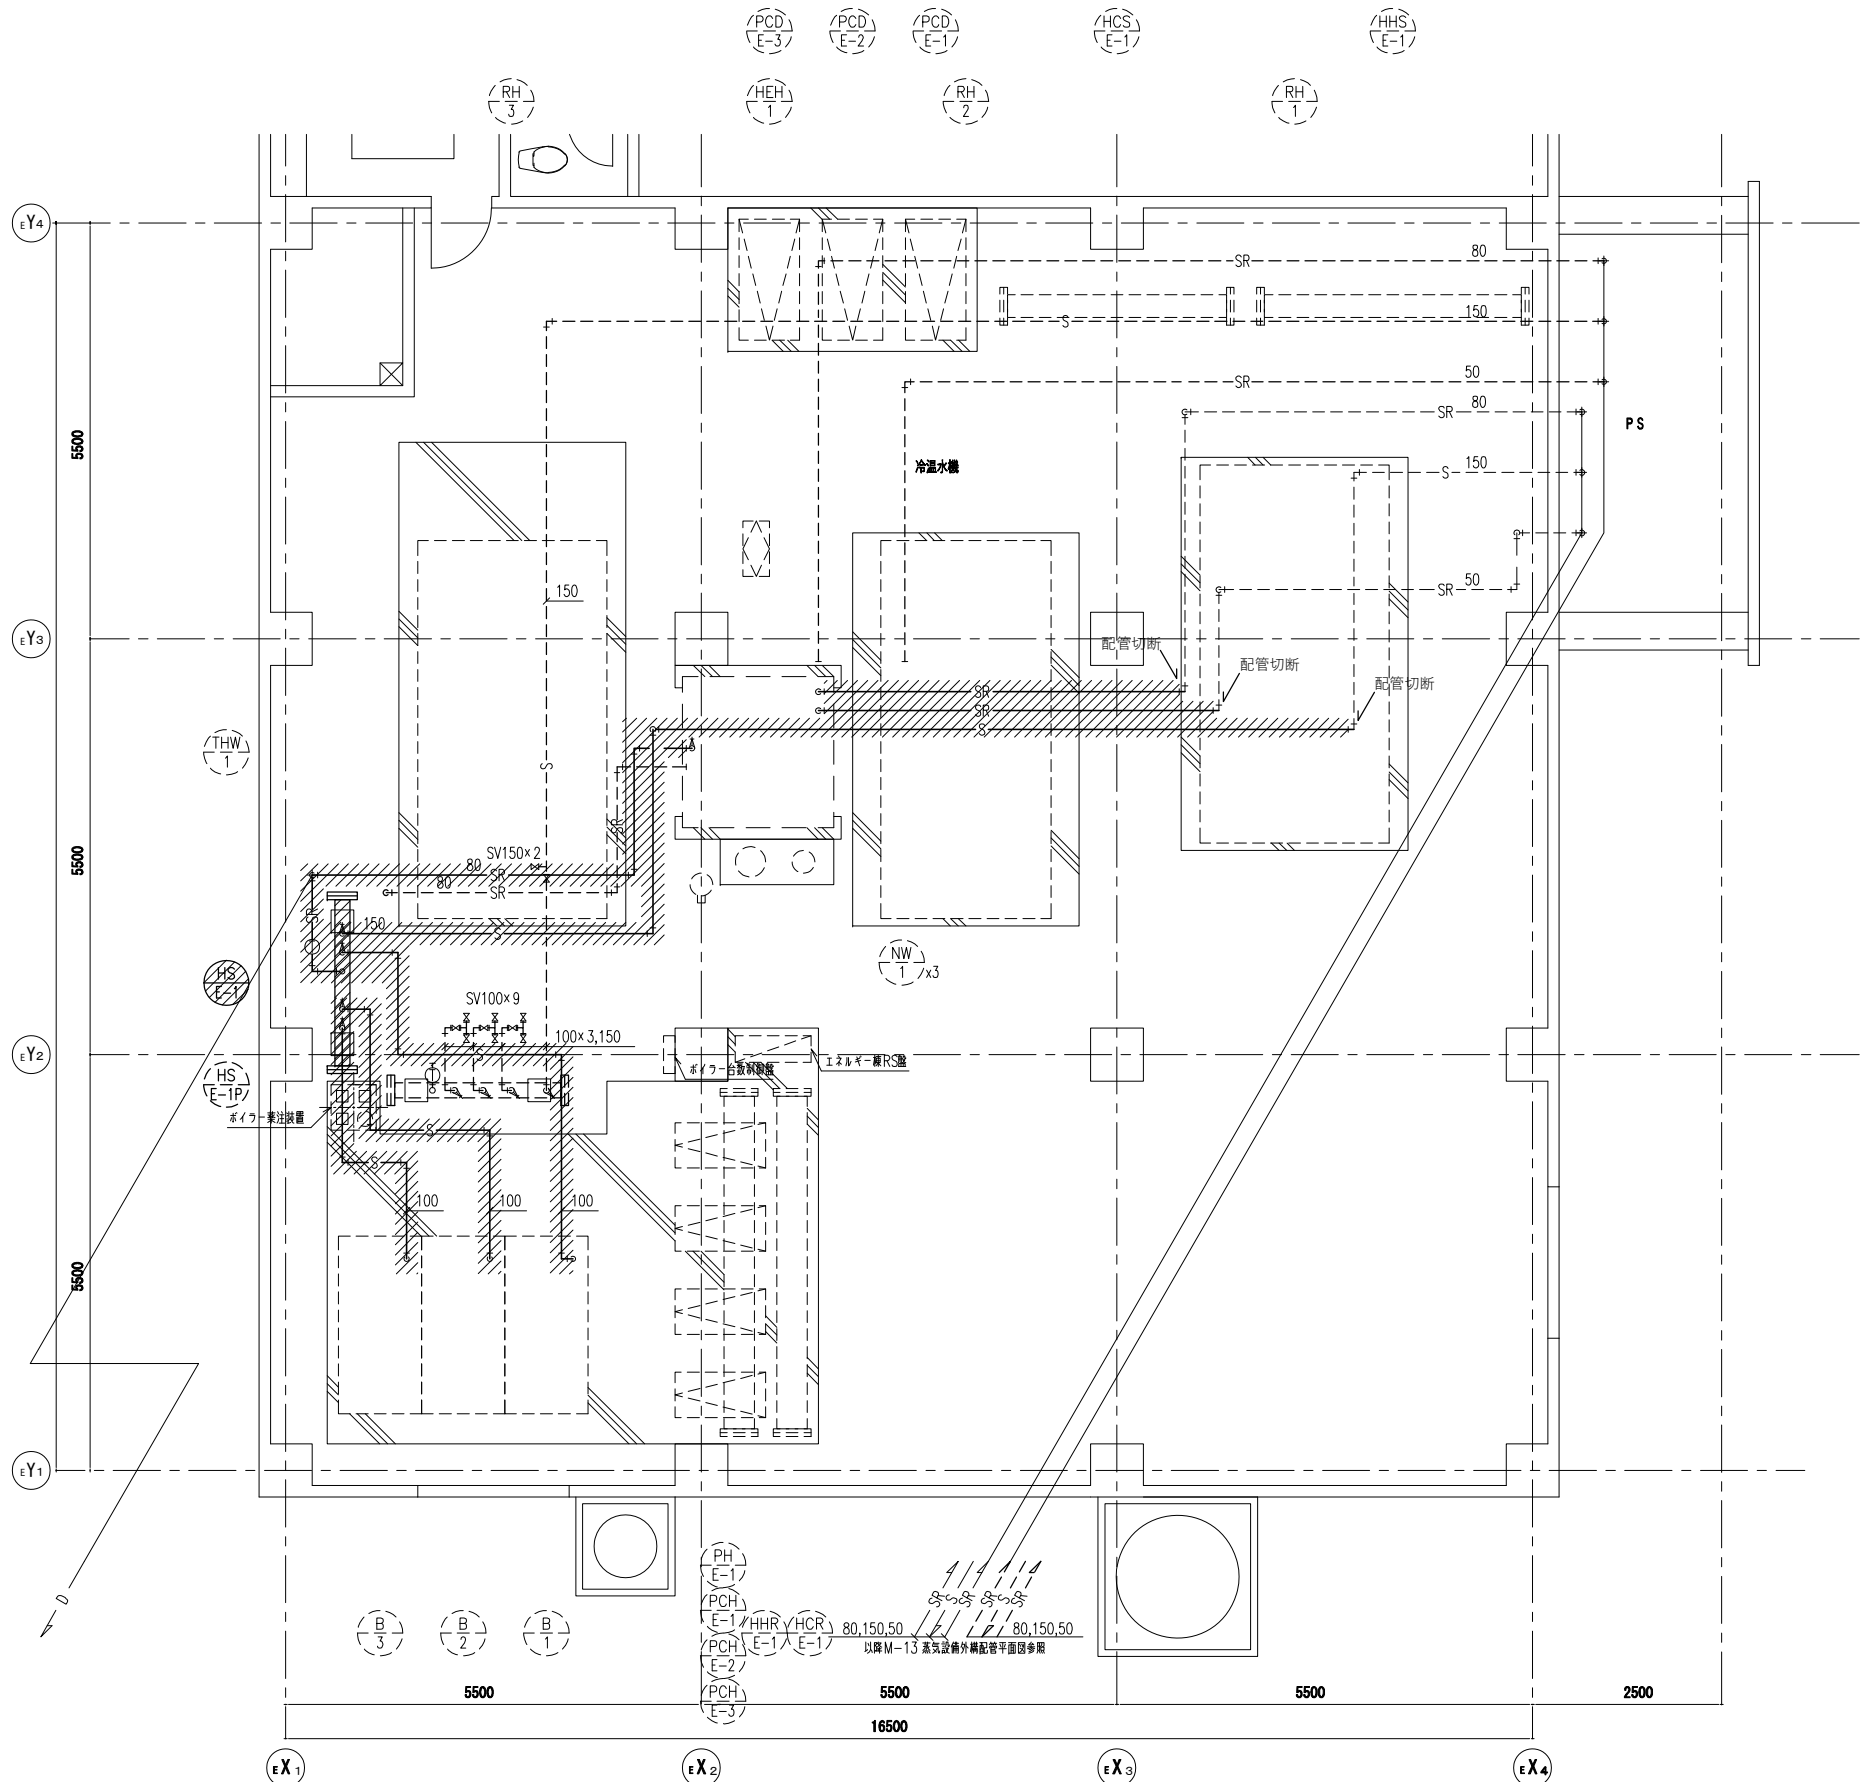 PCD
E-3
PCD
E-2
PCD
E-1
HCS
E-1
HHS
E-1
RH
3
HEH
1
RH
2
RH
1
EY4
SR
80
S
150
SR
50
SR
80
PS
冷温水機
S
150
5500
150
SR
50
EY3
配管切断
配管切断
配管切断
SR
SR
S
THW
1
S
SR
5500
SV150×2
80
SR
80
SR
SR
150
S
NW
1
/x3
HS
E-1
SV100×9
100×3,150
S
EY2
エネルギー棟RS盤
ボイラー台数制御盤
HS
E-1P
ボイラー薬注装置
S
S
100
100
100
5500
EY1
D
PH
E-1
PCH
E-1
PCH
E-2
PCH
E-3
HHR
E-1
HCR
E-1
B
3
B
2
B
1
SR
S
SR
SR
S
SR
80,150,50
80,150,50
以降M-13 蒸気設備外構配管平面図参照
5500
5500
5500
2500
16500
EX1
EX2
EX3
EX4